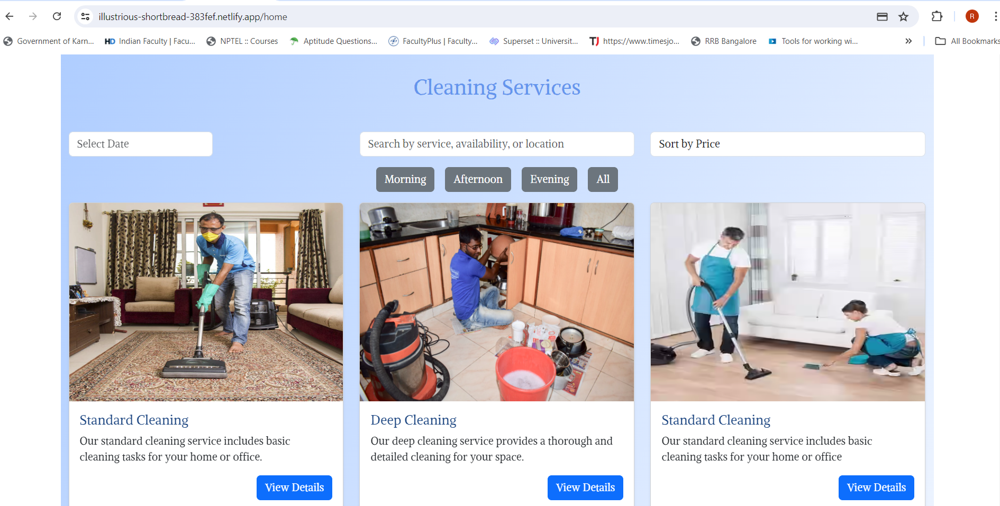 illustrious-shortbread-383fef.netlify.app/home
R
Government of Karn... HD Indian Faculty | Facu... NPTEL :: Courses Aptitude Questions... FacultyPlus | Faculty... Superset :: Universit... TJ https://www.timesjo... RRB Bangalore Tools for working wi... » All Bookmarks
Cleaning Services
Select Date Search by service, availability, or location Sort by Price
Morning Afternoon Evening All
Standard Cleaning
Our standard cleaning service includes basic
cleaning tasks for your home or office.
View Details
Deep Cleaning
Our deep cleaning service provides a thorough and
detailed cleaning for your space.
View Details
Standard Cleaning
Our standard cleaning service includes basic
cleaning tasks for your home or office
View Details